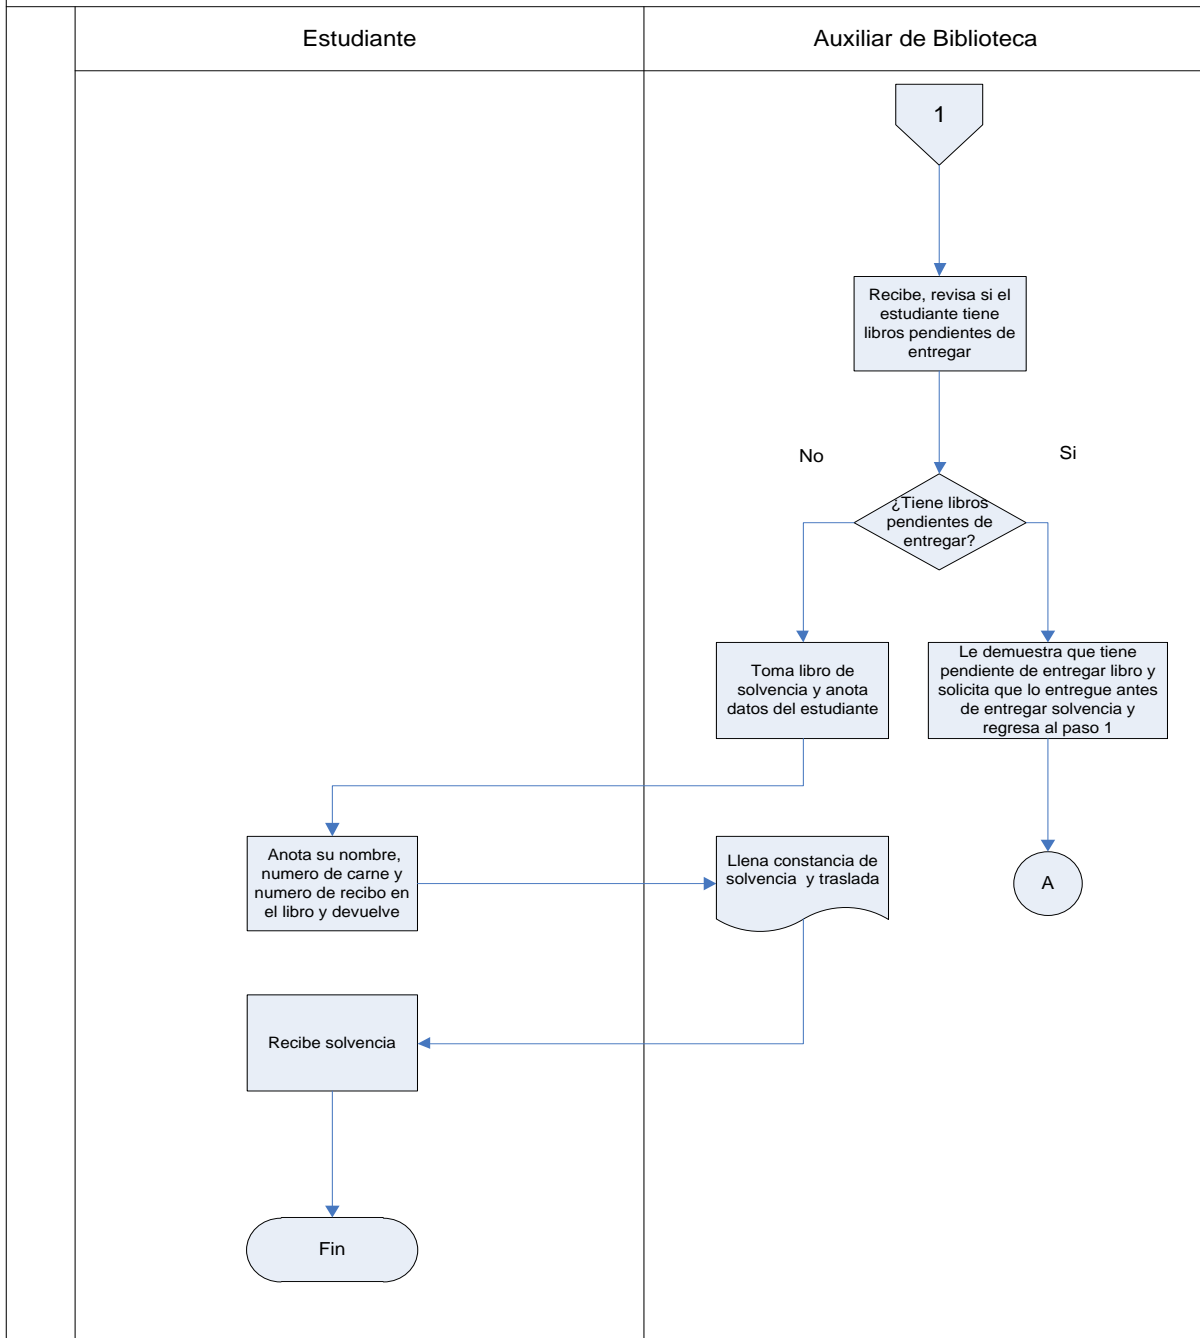 Estudiante
Auxiliar de Biblioteca
1
Recibe, revisa si el
estudiante tiene
libros pendientes de
entregar
No
Si
¿Tiene libros
pendientes de
entregar?
Toma libro de
solvencia y anota
datos del estudiante
Le demuestra que tiene
pendiente de entregar libro y
solicita que lo entregue antes
de entregar solvencia y
regresa al paso 1
Anota su nombre,
numero de carne y
numero de recibo en
el libro y devuelve
Llena constancia de
solvencia y traslada
A
Recibe solvencia
Fin